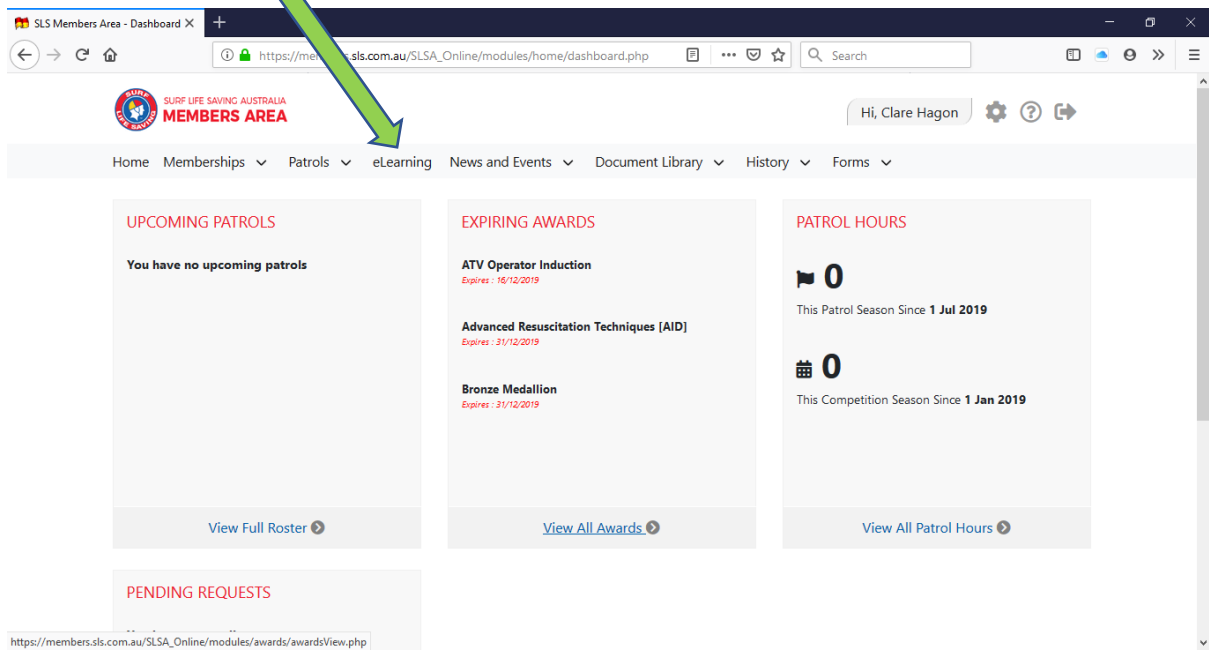 SLS Members Area - Dashboard
https://members.sls.com.au/SLSA_Online/modules/home/dashboard.php
Search
SURF LIFE SAVING
SURF LIFE SAVING AUSTRALIA
MEMBERS AREA
Hi, Clare Hagon
Home Memberships Patrols eLearning News and Events Document Library History Forms
UPCOMING PATROLS
You have no upcoming patrols
View Full Roster
EXPIRING AWARDS
ATV Operator Induction
Expires : 16/12/2019
Advanced Resuscitation Techniques [AID]
Expires : 31/12/2019
Bronze Medallion
Expires : 31/12/2019
View All Awards
PATROL HOURS
0
This Patrol Season Since 1 Jul 2019
0
This Competition Season Since 1 Jan 2019
View All Patrol Hours
PENDING REQUESTS
https://members.sls.com.au/SLSA_Online/modules/awards/awardsView.php